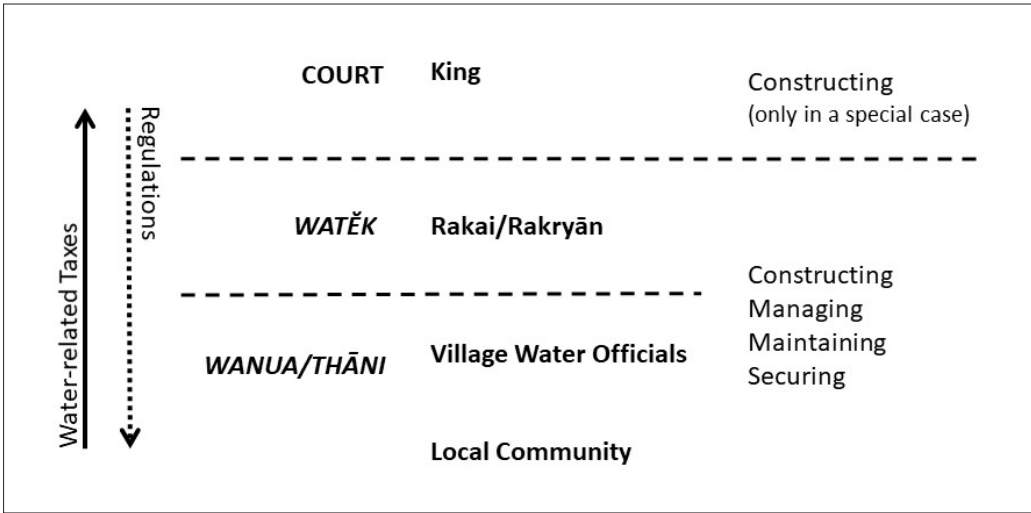 COURT King
Constructing
(only in a special case)
Regulations
Water-related Taxes
WATĔK Rakai/Rakryān
Constructing
Managing
Maintaining
Securing
WANUA/THĀNI Village Water Officials
Local Community